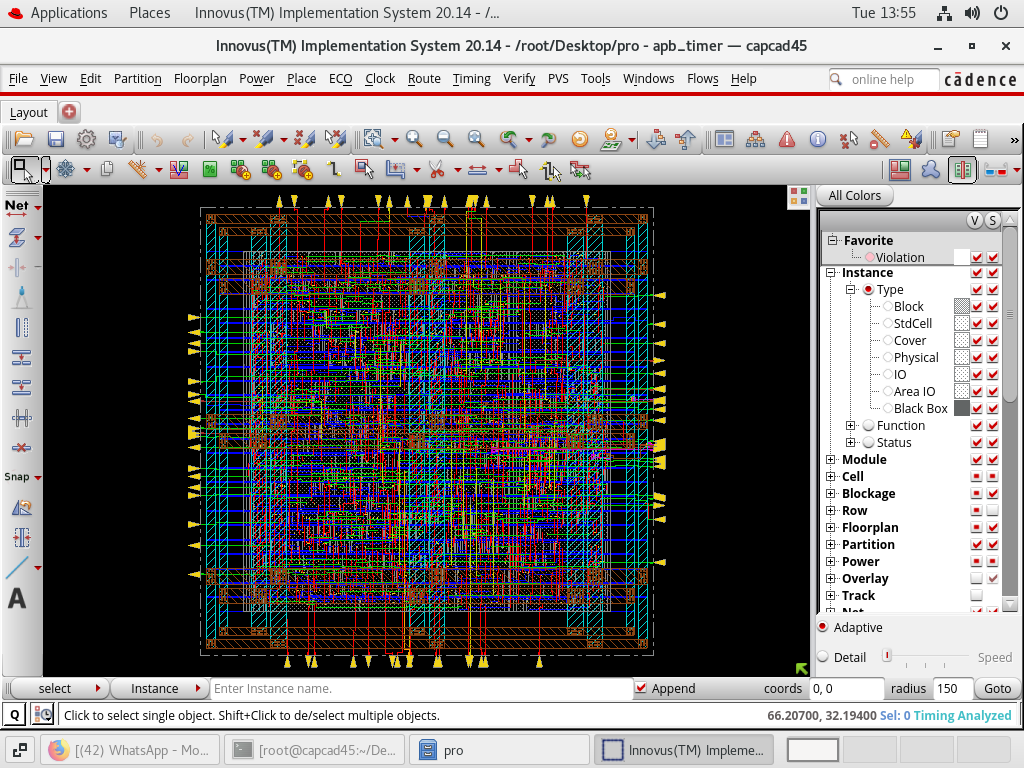 Applications Places Innovus(TM) Implementation System 20.14 - /... Tue 13:55
Innovus(TM) Implementation System 20.14 - /root/Desktop/pro - apb_timer — capcad45
File View Edit Partition Floorplan Power Place ECO Clock Route Timing Verify PVS Tools Windows Flows Help online help cādence
Layout
»
Net
Snap
A
All Colors
V S
Favorite
Violation
Instance
Type
Block
StdCell
Cover
Physical
IO
Area IO
Black Box
Function
Status
Module
Cell
Blockage
Row
Floorplan
Partition
Power
Overlay
Track
Adaptive
Detail Speed
select Instance Enter Instance name. Append coords 0, 0 radius 150 Goto
Q Click to select single object. Shift+Click to de/select multiple objects. 66.20700, 32.19400 Sel: 0 Timing Analyzed
[(42) WhatsApp - Mo... [root@capcad45:~/De... pro Innovus(TM) Impleme...